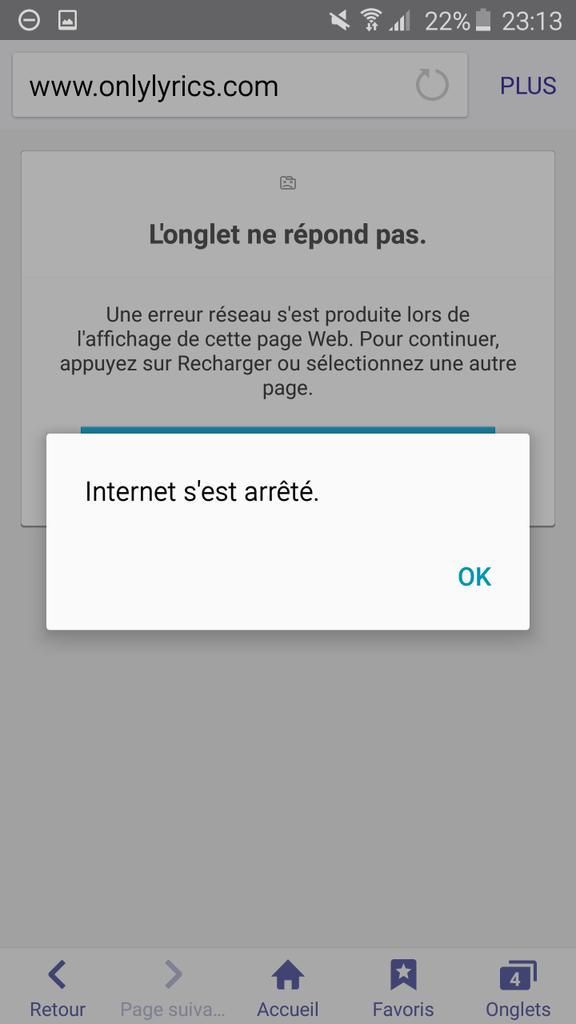 22% 23:13
www.onlylyrics.com PLUS
L'onglet ne répond pas.
Une erreur réseau s'est produite lors de
l'affichage de cette page Web. Pour continuer,
appuyez sur Recharger ou sélectionnez une autre
page.
Internet s'est arrêté.
OK
4
Retour Page suiva... Accueil Favoris Onglets